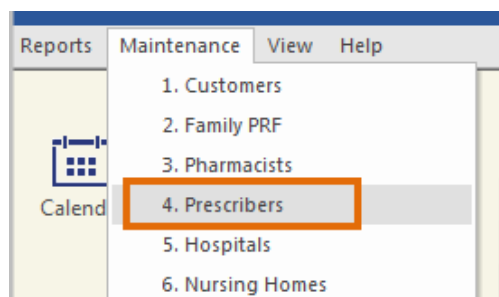 Reports Maintenance View Help
1. Customers
2. Family PRF
3. Pharmacists
Calend
4. Prescribers
5. Hospitals
6. Nursing Homes